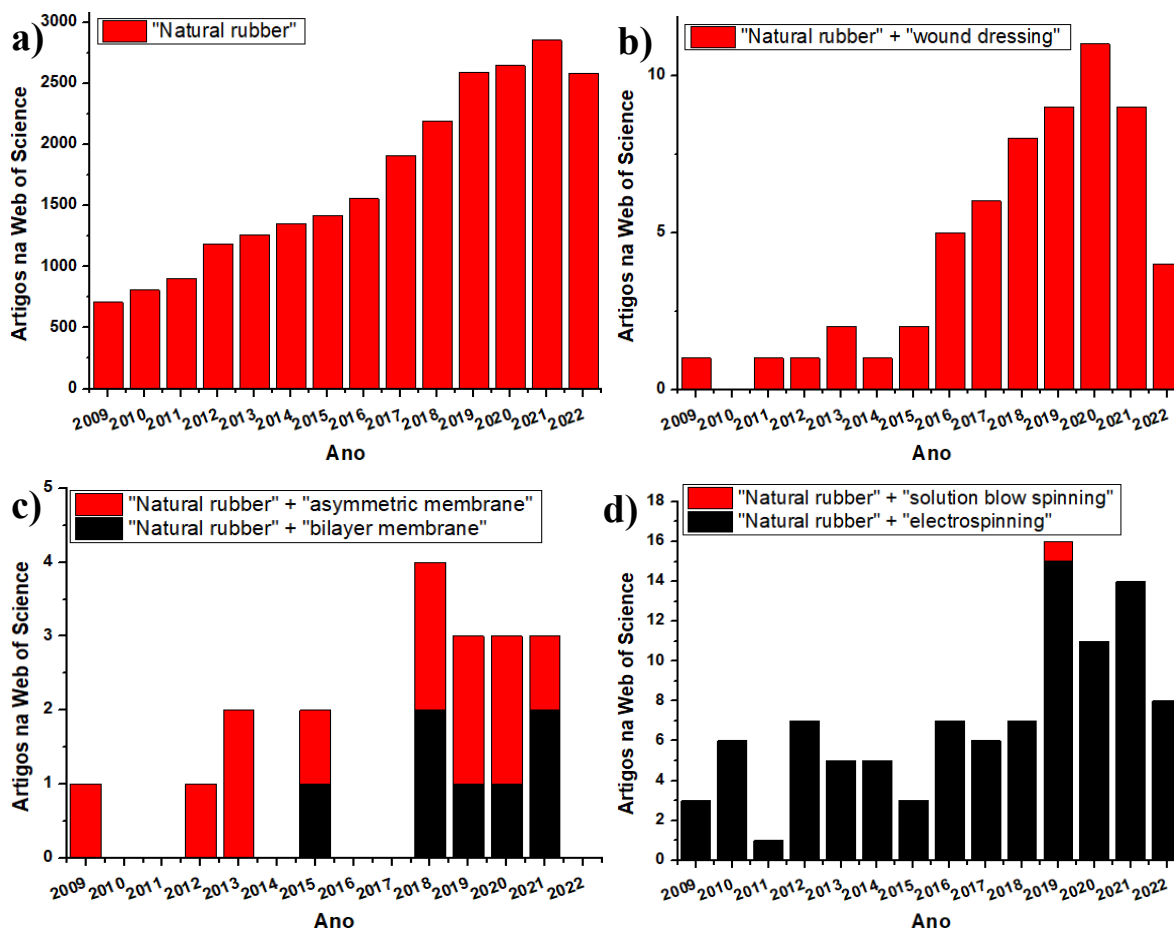 a)
"Natural rubber"
Artigos na Web of Science
3000
2500
2000
1500
1000
500
0
2009 2010 2011 2012 2013 2014 2015 2016 2017 2018 2019 2020 2021 2022
Ano
b)
"Natural rubber" + "wound dressing"
Artigos na Web of Science
10
5
0
2009 2010 2011 2012 2013 2014 2015 2016 2017 2018 2019 2020 2021 2022
Ano
c)
"Natural rubber" + "asymmetric membrane"
"Natural rubber" + "bilayer membrane"
Artigos na Web of Science
5
4
3
2
1
0
2009 2010 2011 2012 2013 2014 2015 2016 2017 2018 2019 2020 2021 2022
Ano
d)
"Natural rubber" + "solution blow spinning"
"Natural rubber" + "electrospinning"
Artigos na Web of Science
18
16
14
12
10
8
6
4
2
0
2009 2010 2011 2012 2013 2014 2015 2016 2017 2018 2019 2020 2021 2022
Ano